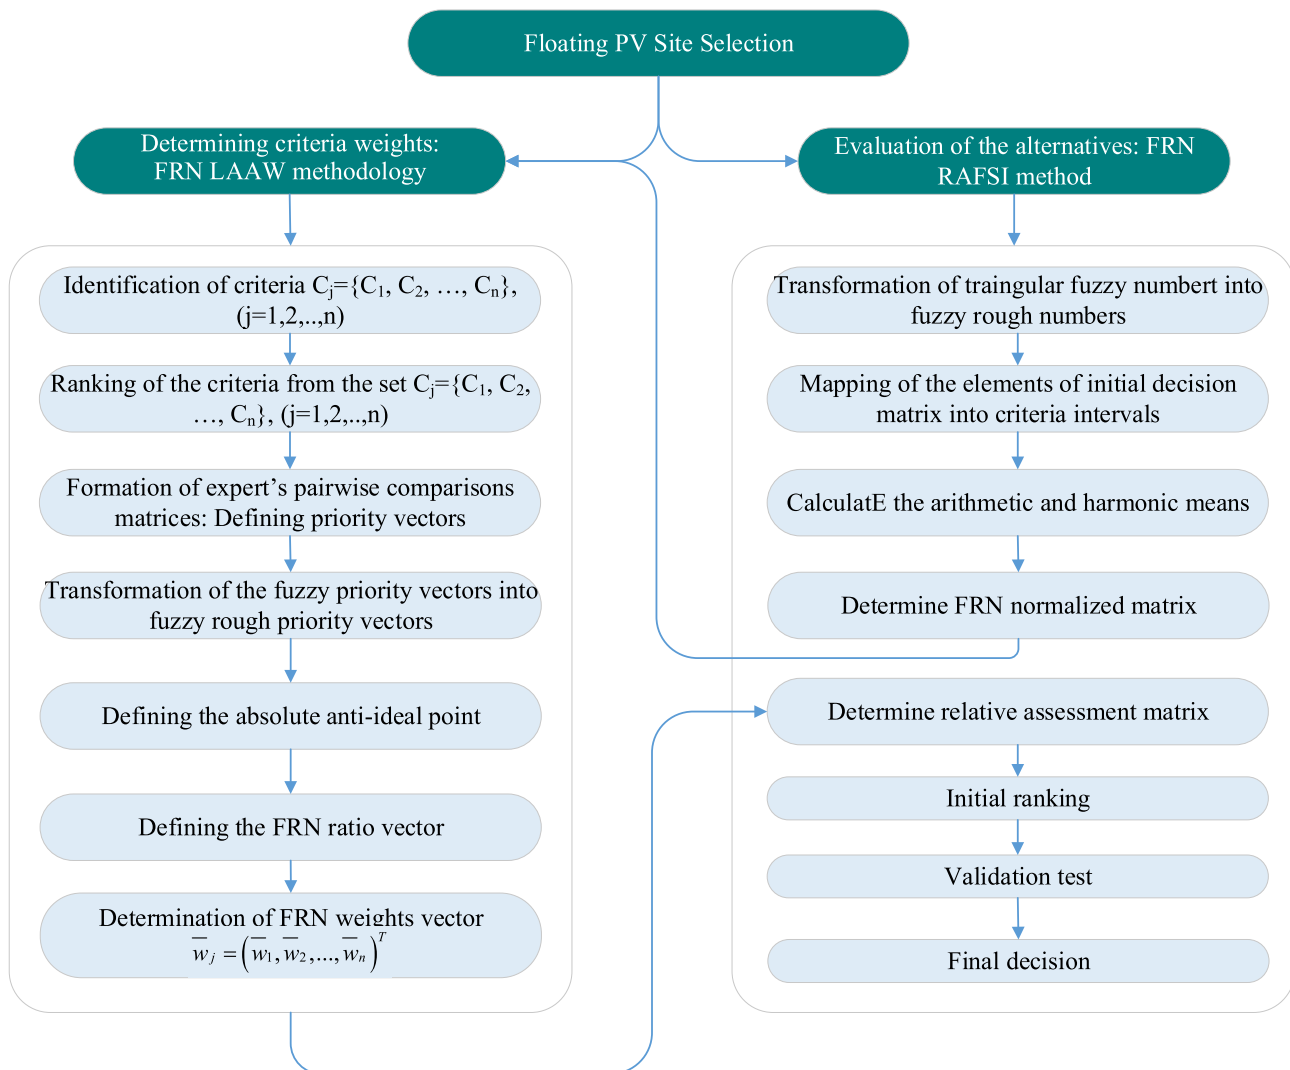 Floating PV Site Selection
Determining criteria weights:
FRN LAAW methodology
Identification of criteria Cj={C1, C2, …, Cn},
(j=1,2,..,n)
Ranking of the criteria from the set Cj={C1, C2,
…, Cn}, (j=1,2,..,n)
Formation of expert’s pairwise comparisons
matrices: Defining priority vectors
Transformation of the fuzzy priority vectors into
fuzzy rough priority vectors
Defining the absolute anti-ideal point
Defining the FRN ratio vector
Determination of FRN weights vector
w̅j = (w̅1, w̅2, ..., w̅n)^T
Evaluation of the alternatives: FRN
RAFSI method
Transformation of traingular fuzzy numbert into
fuzzy rough numbers
Mapping of the elements of initial decision
matrix into criteria intervals
CalculatE the arithmetic and harmonic means
Determine FRN normalized matrix
Determine relative assessment matrix
Initial ranking
Validation test
Final decision